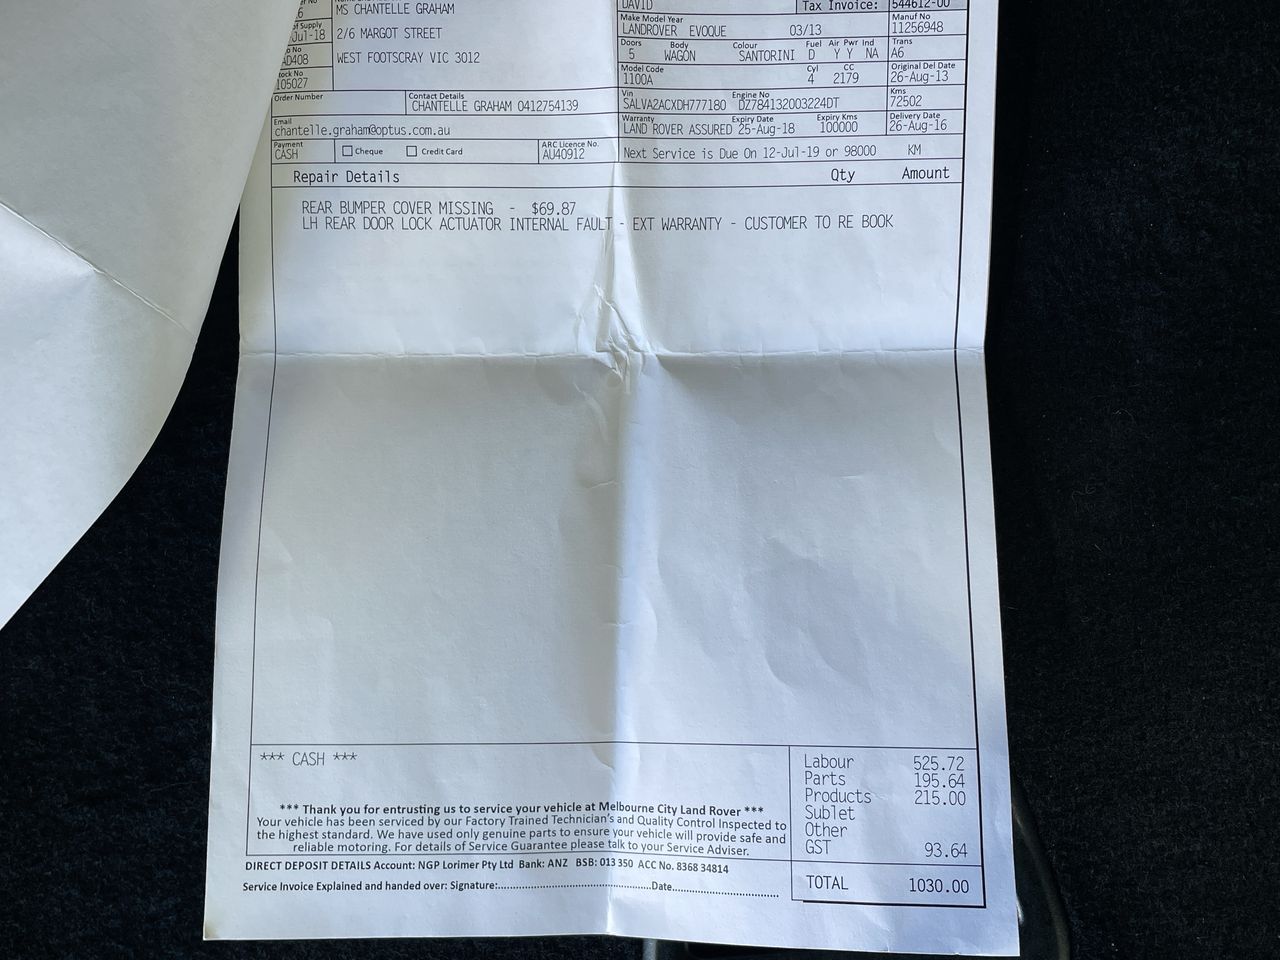 MS CHANTELLE GRAHAM
DAVID Tax Invoice: 544612-00
6
of Supply
Jul-18
2/6 MARGOT STREET
Make Model Year
LANDROVER EVOQUE 03/13
Manuf No
11256948
WEST FOOTSCRAY VIC 3012
Doors Body Colour Fuel Air Pwr Ind Trans
5 WAGON SANTORINI D Y Y NA A6
No
AD408
Model Code Cyl CC Original Del Date
1100A 4 2179 26-Aug-13
ock No
105027
Order Number
Contact Details
CHANTELLE GRAHAM 0412754139
Vin Engine No Kms
SALVA2ACXDH777180 DZ784132003224DT 72502
Email
chantelle.graham@optus.com.au
Warranty Expiry Date Expiry Kms Delivery Date
LAND ROVER ASSURED 25-Aug-18 100000 26-Aug-16
Payment
CASH
Cheque Credit Card
ARC Licence No.
AU40912
Next Service is Due On 12-Jul-19 or 98000 KM
Repair Details Qty Amount
REAR BUMPER COVER MISSING - $69.87
LH REAR DOOR LOCK ACTUATOR INTERNAL FAULT - EXT WARRANTY - CUSTOMER TO RE BOOK
*** CASH ***
Labour 525.72
Parts 195.64
Products 215.00
Sublet
Other
GST 93.64
TOTAL 1030.00
*** Thank you for entrusting us to service your vehicle at Melbourne City Land Rover ***
Your vehicle has been serviced by our Factory Trained Technician's and Quality Control Inspected to
the highest standard. We have used only genuine parts to ensure your vehicle will provide safe and
reliable motoring. For details of Service Guarantee please talk to your Service Adviser.
DIRECT DEPOSIT DETAILS Account: NGP Lorimer Pty Ltd Bank: ANZ BSB: 013 350 ACC No. 8368 34814
Service Invoice Explained and handed over: Signature:..........................................Date.............................